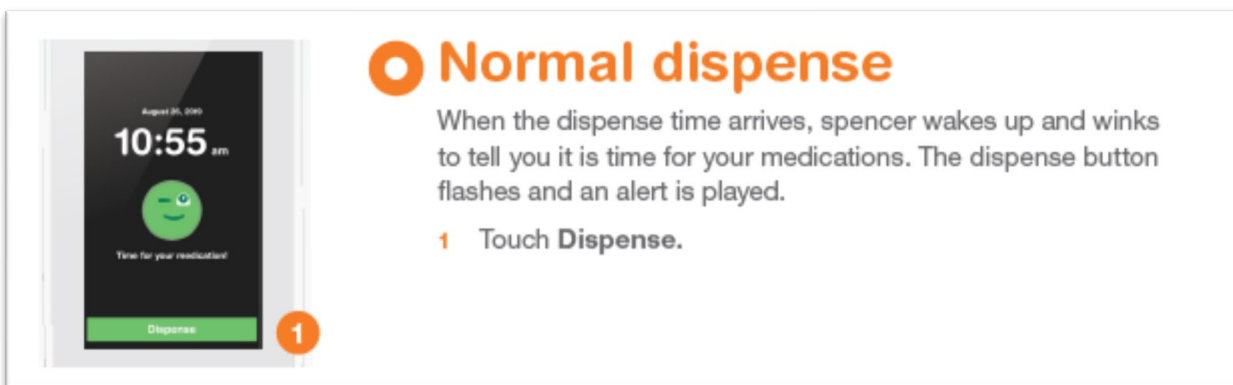 August 26, 2019
10:55 am
Time for your medication!
Dispense
1
Normal dispense
When the dispense time arrives, spencer wakes up and winks
to tell you it is time for your medications. The dispense button
flashes and an alert is played.
1 Touch Dispense.